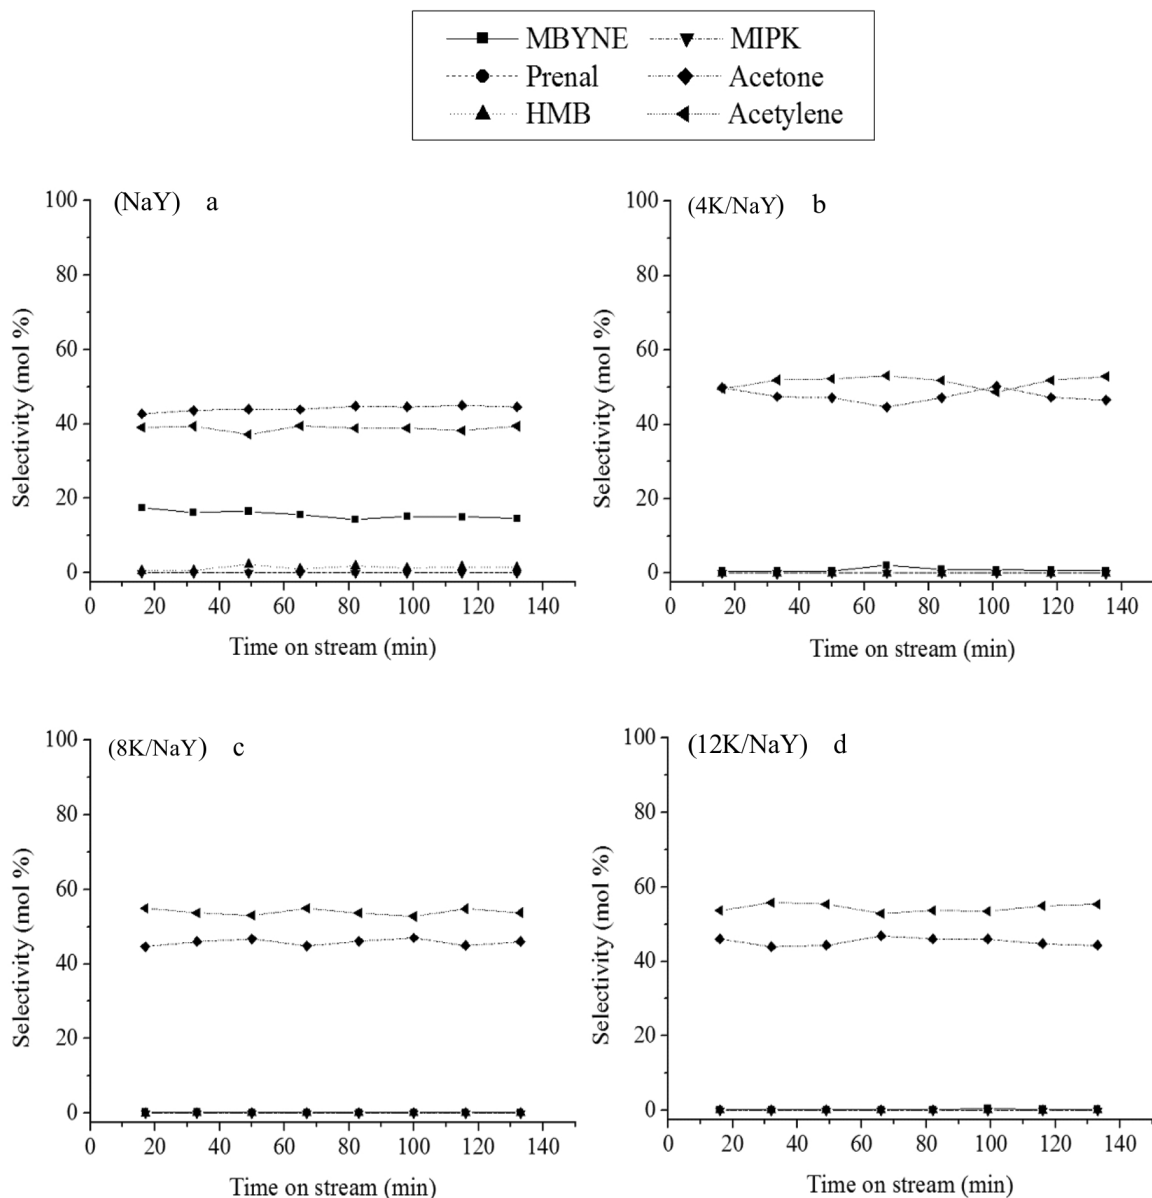 MBYNE MIPK
Prenal Acetone
HMB Acetylene
(NaY) a
100
80
60
40
20
0
Selectivity (mol %)
0 20 40 60 80 100 120 140
Time on stream (min)
(4K/NaY) b
100
80
60
40
20
0
Selectivity (mol %)
0 20 40 60 80 100 120 140
Time on stream (min)
(8K/NaY) c
100
80
60
40
20
0
Selectivity (mol %)
0 20 40 60 80 100 120 140
Time on stream (min)
(12K/NaY) d
100
80
60
40
20
0
Selectivity (mol %)
0 20 40 60 80 100 120 140
Time on stream (min)